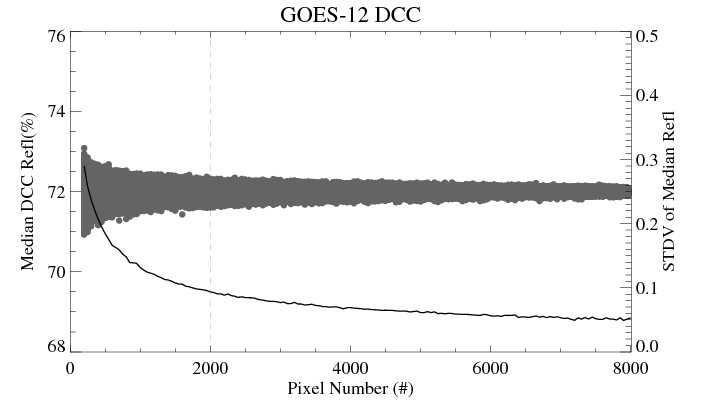 GOES-12 DCC
76
74
72
70
68
Median DCC Refl(%)
0.5
0.4
0.3
0.2
0.1
0.0
STDV of Median Refl
0 2000 4000 6000 8000
Pixel Number (#)